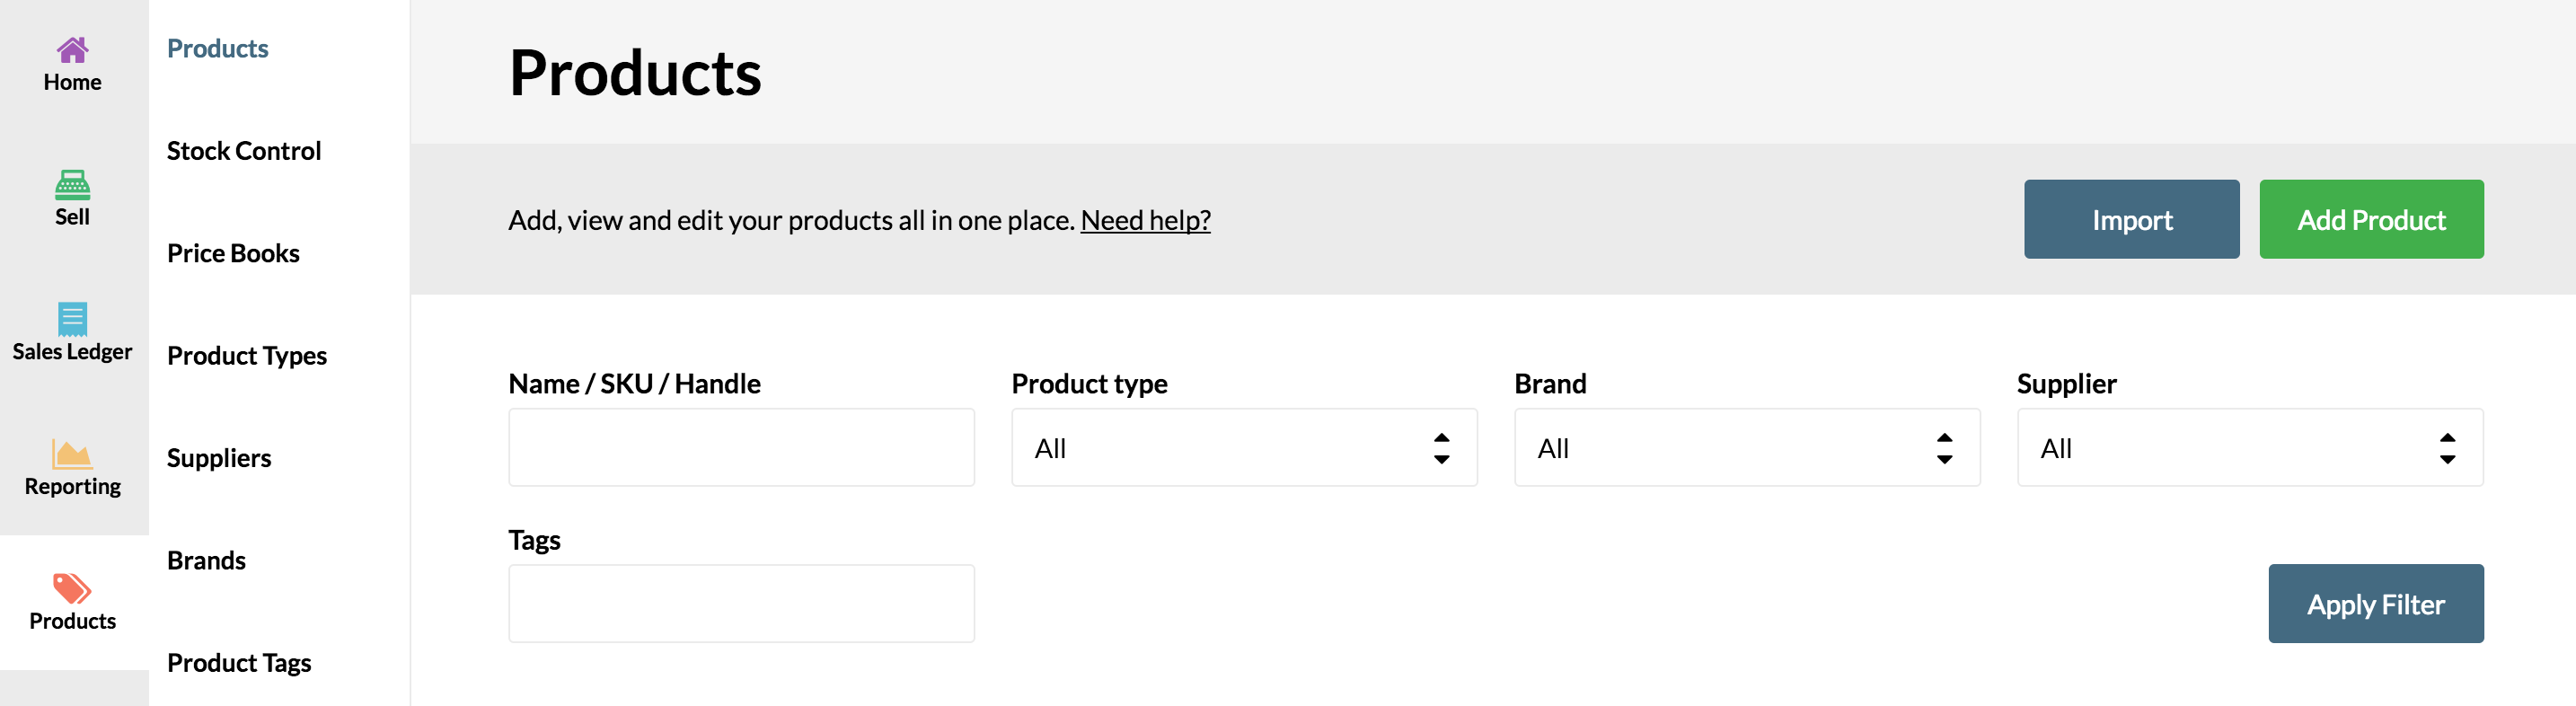 Home
Sell
Sales Ledger
Reporting
Products
Products
Stock Control
Price Books
Product Types
Suppliers
Brands
Product Tags
Products
Add, view and edit your products all in one place. Need help?
Import
Add Product
Name / SKU / Handle
Product type
Brand
Supplier
All
All
All
Tags
Apply Filter